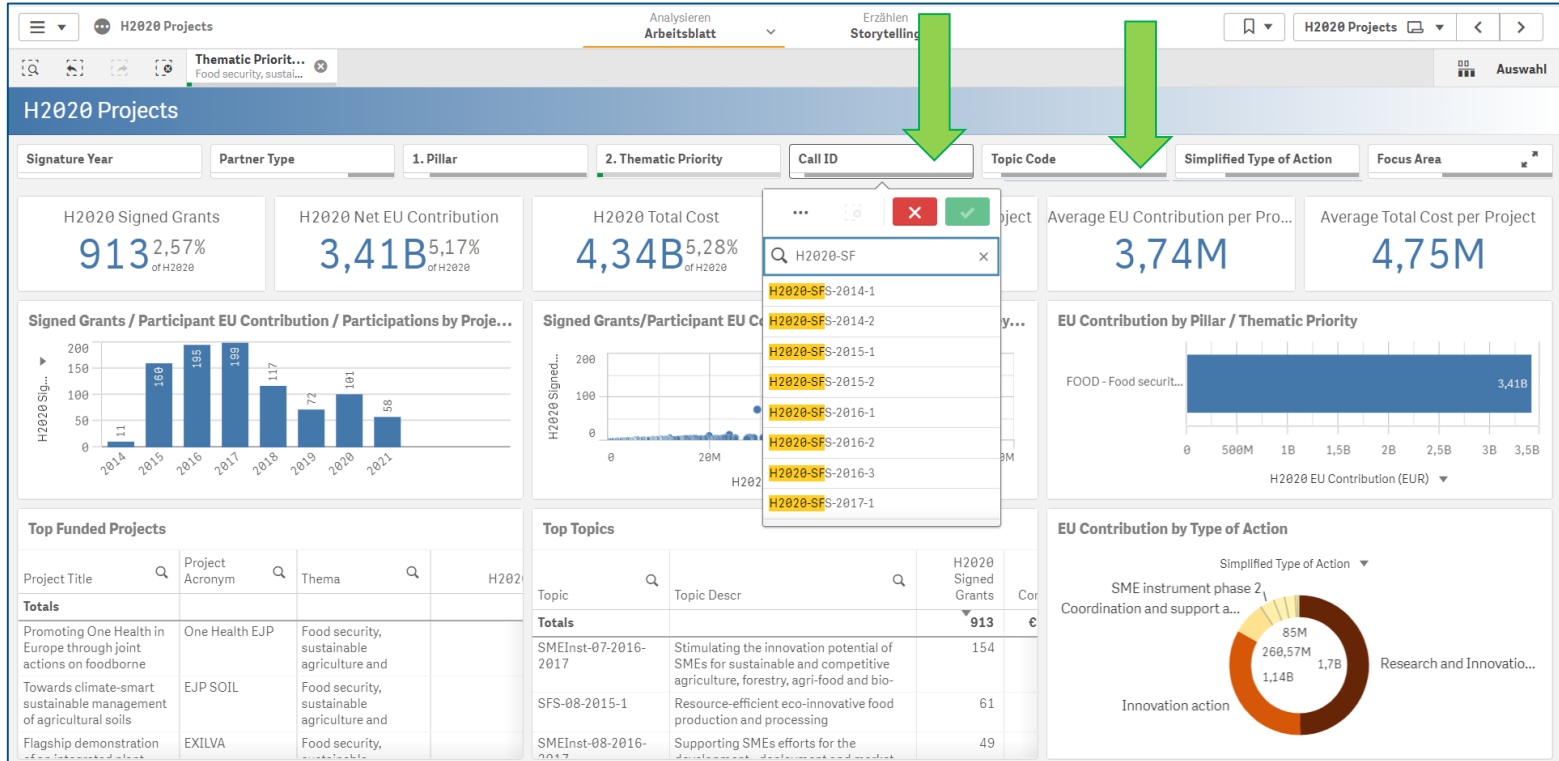 H2020 Projects
Analysieren
Arbeitsblatt
Erzählen
Storytelling
H2020 Projects
Thematic Priorit...
Food security, sustai...
Auswahl
H2020 Projects
Signature Year
Partner Type
1. Pillar
2. Thematic Priority
Call ID
Topic Code
Simplified Type of Action
Focus Area
H2020 Signed Grants
913 2,57%
of H2020
H2020 Net EU Contribution
3,41B 5,17%
of H2020
H2020 Total Cost
4,34B 5,28%
of H2020
Average EU Contribution per Pro...
3,74M
Average Total Cost per Project
4,75M
...
H2020-SF
H2020-SFS-2014-1
H2020-SFS-2014-2
H2020-SFS-2015-1
H2020-SFS-2015-2
H2020-SFS-2016-1
H2020-SFS-2016-2
H2020-SFS-2016-3
H2020-SFS-2017-1
Signed Grants / Participant EU Contribution / Participations by Proje...
H2020 Sig...
200
150
100
50
0
11
160
195
199
117
72
101
58
2014
2015
2016
2017
2018
2019
2020
2021
Signed Grants/Participant EU
H2020 Signed...
200
100
0
0
20M
EU Contribution by Pillar / Thematic Priority
FOOD - Food securit...
3,41B
0 500M 1B 1,5B 2B 2,5B 3B 3,5B
H2020 EU Contribution (EUR)
Top Funded Projects
Project Title
Project
Acronym
Thema
Totals
Promoting One Health in
Europe through joint
actions on foodborne
One Health EJP
Food security,
sustainable
agriculture and
Towards climate-smart
sustainable management
of agricultural soils
EJP SOIL
Food security,
sustainable
agriculture and
Flagship demonstration
of an integrated plant
EXILVA
Food security,
sustainable
Top Topics
Topic
Topic Descr
H2020
Signed
Grants
Totals
913
€
SMEInst-07-2016-
2017
Stimulating the innovation potential of
SMEs for sustainable and competitive
agriculture, forestry, agri-food and bio-
154
SFS-08-2015-1
Resource-efficient eco-innovative food
production and processing
61
SMEInst-08-2016-
2017
Supporting SMEs efforts for the
development - deployment and market
49
EU Contribution by Type of Action
Simplified Type of Action
SME instrument phase 2
Coordination and support a...
85M
260,57M
1,7B
1,14B
Research and Innovatio...
Innovation action